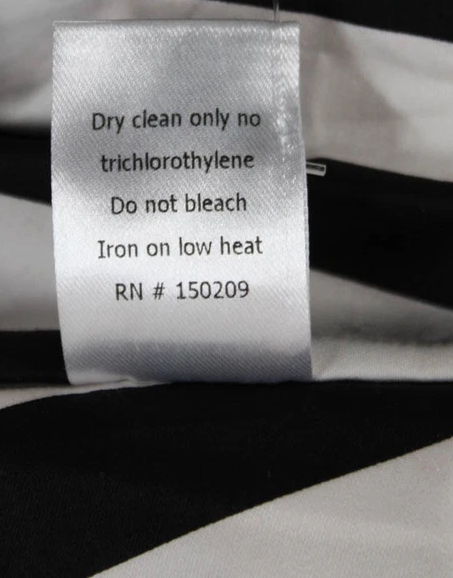 Dry clean only no
trichlorothylene
Do not bleach
Iron on low heat
RN # 150209